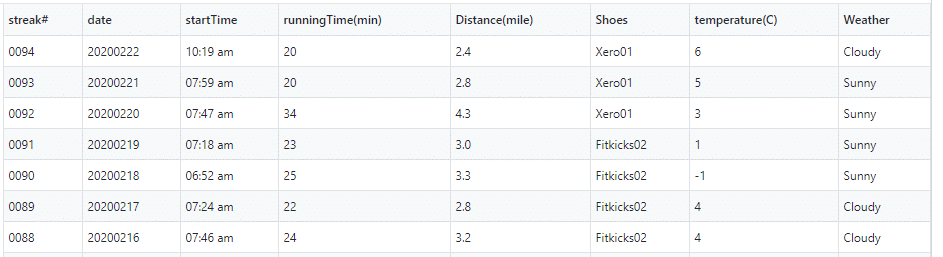 streak# date startTime runningTime(min) Distance(mile) Shoes temperature(C) Weather
0094 20200222 10:19 am 20 2.4 Xero01 6 Cloudy
0093 20200221 07:59 am 20 2.8 Xero01 5 Sunny
0092 20200220 07:47 am 34 4.3 Xero01 3 Sunny
0091 20200219 07:18 am 23 3.0 Fitkicks02 1 Sunny
0090 20200218 06:52 am 25 3.3 Fitkicks02 -1 Sunny
0089 20200217 07:24 am 22 2.8 Fitkicks02 4 Cloudy
0088 20200216 07:46 am 24 3.2 Fitkicks02 4 Cloudy